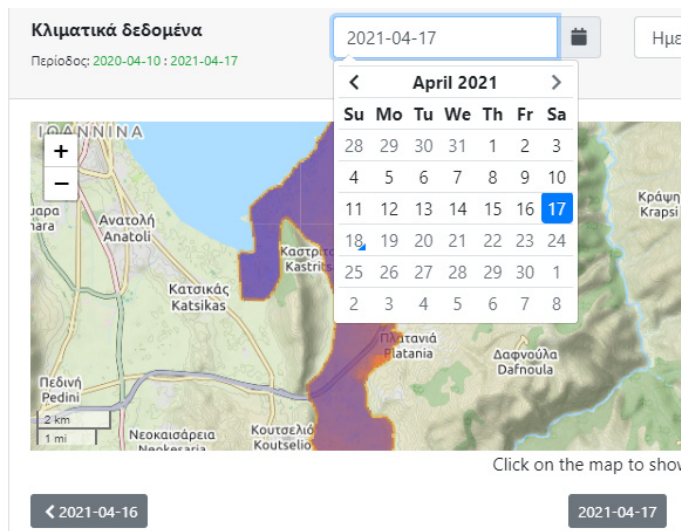 Κλιματικά δεδομένα
Περίοδος: 2020-04-10 : 2021-04-17
2021-04-17
April 2021
Su Mo Tu We Th Fr Sa
28 29 30 31 1 2 3
4 5 6 7 8 9 10
11 12 13 14 15 16 17
18 19 20 21 22 23 24
25 26 27 28 29 30 1
2 3 4 5 6 7 8
ΙΩΑΝΝΙΝΑ
+
−
Ανατολή
Anatoli
Κατσικάς
Katsikas
Κράψη
Krapsi
Πλατανιά
Platania
Δαφνούλα
Dafnoula
Πεδινή
Pedini
2 km
1 mi
Νεοκαισάρεια
Neokesaria
Κουτσελιό
Koutselio
Click on the map to
2021-04-16
2021-04-17